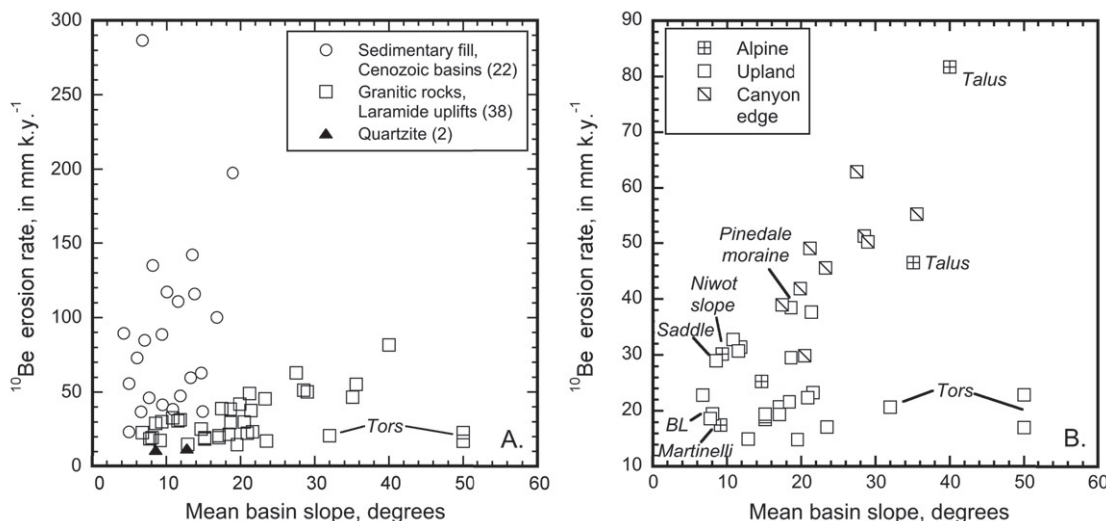 300
250
200
150
100
50
0
¹⁰Be erosion rate, in mm k.y.⁻¹
Sedimentary fill,
Cenozoic basins (22)
Granitic rocks,
Laramide uplifts (38)
Quartzite (2)
Tors
A.
0 10 20 30 40 50 60
Mean basin slope, degrees
90
80
70
60
50
40
30
20
10
¹⁰Be erosion rate, in mm k.y.⁻¹
Alpine
Upland
Canyon
edge
Talus
Pinedale
moraine
Talus
Niwot
slope
Saddle
Tors
BL
Martinelli
B.
0 10 20 30 40 50 60
Mean basin slope, degrees